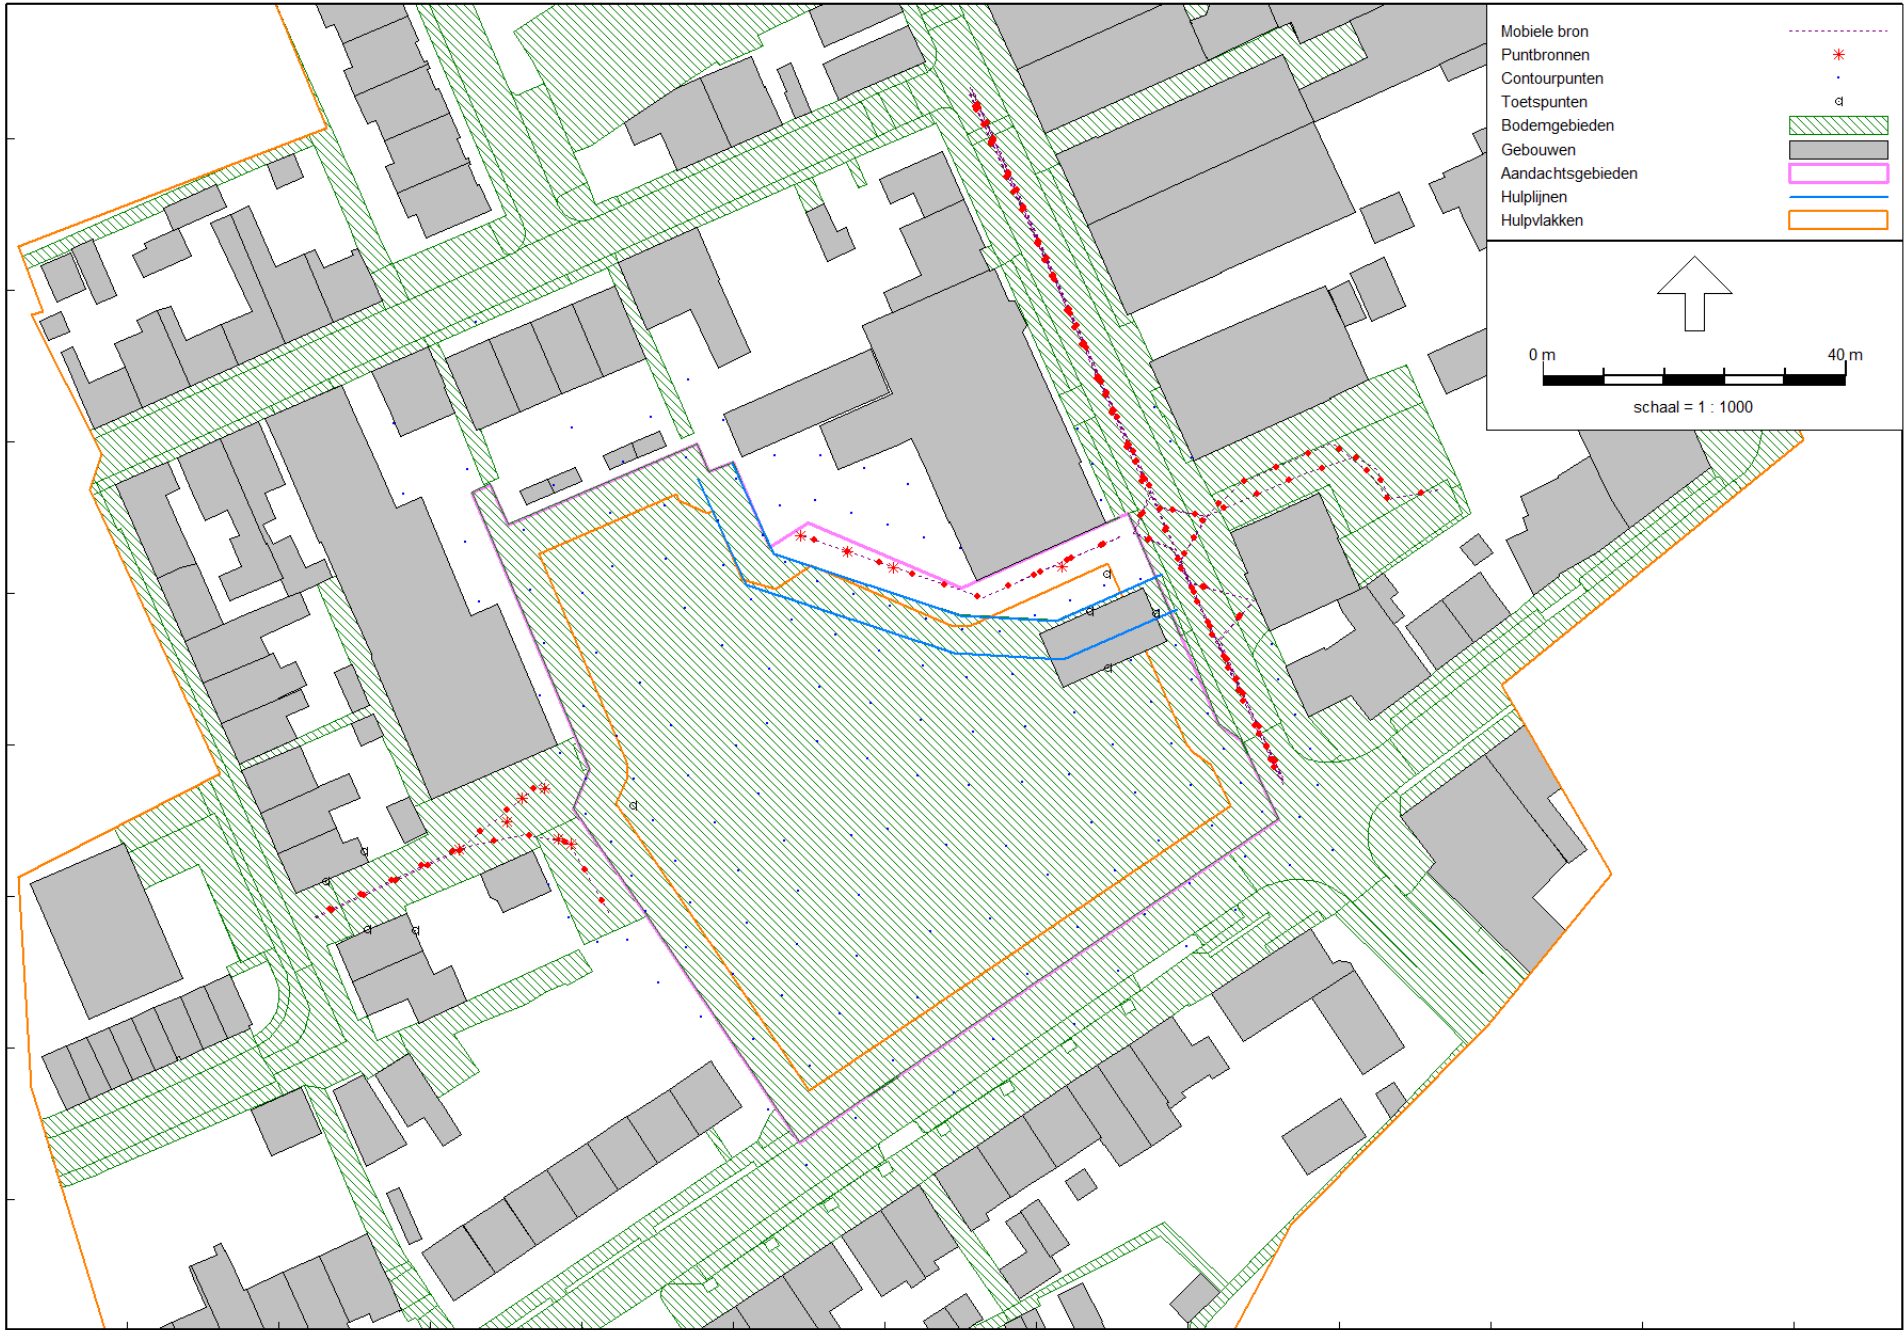 Mobiele bron
Puntbronnen
Contourpunten
Toetspunten
Bodemgebieden
Gebouwen
Aandachtsgebieden
Hulplijnen
Hulpvlakken
0 m 40 m
schaal = 1 : 1000